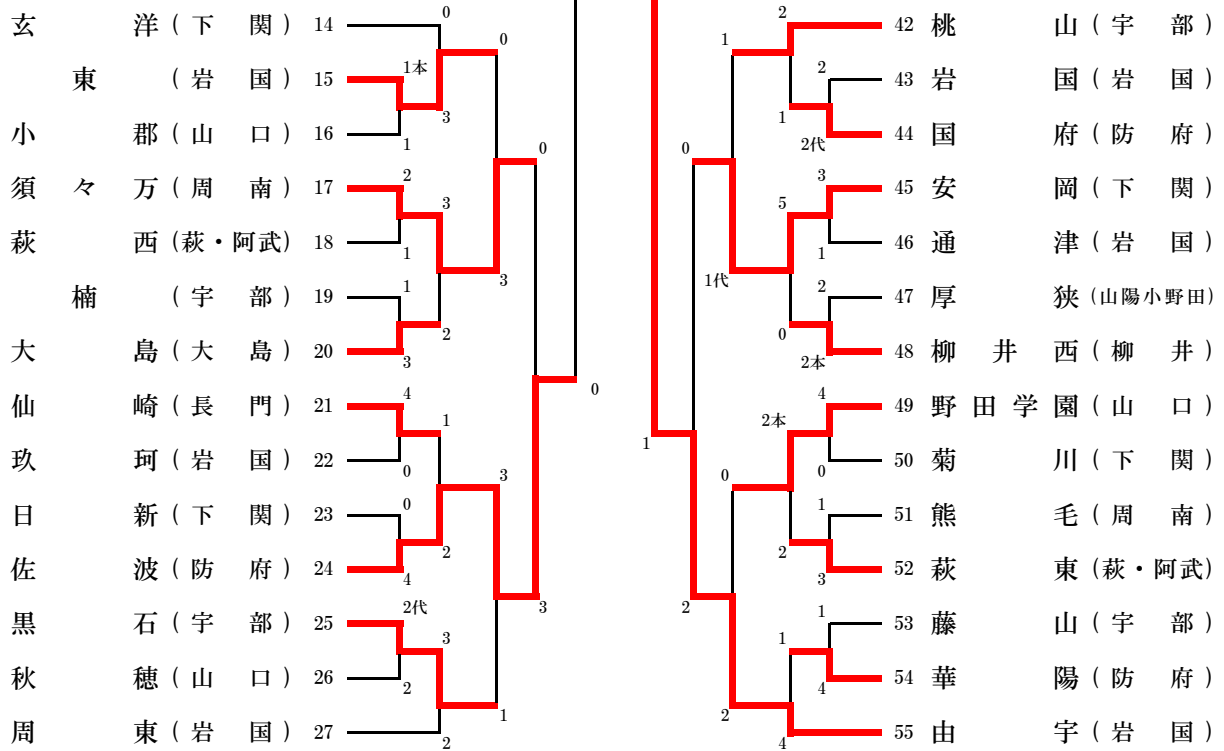 玄洋(下関) 14
東(岩国) 15
小郡(山口) 16
須々万(周南) 17
萩西(萩・阿武) 18
楠(宇部) 19
大島(大島) 20
仙崎(長門) 21
玖珂(岩国) 22
日新(下関) 23
佐波(防府) 24
黒石(宇部) 25
秋穂(山口) 26
周東(岩国) 27
0
1本
1
3
0
2
1
3
1
3
2
3
0
4
0
1
0
4
2
3
2代
2
3
2
1
3
0
42 桃山(宇部)
43 岩国(岩国)
44 国府(防府)
45 安岡(下関)
46 通津(岩国)
47 厚狭(山陽小野田)
48 柳井西(柳井)
49 野田学園(山口)
50 菊川(下関)
51 熊毛(周南)
52 萩東(萩・阿武)
53 藤山(宇部)
54 華陽(防府)
55 由宇(岩国)
2
1
2
1
2代
0
3
5
1
1代
2
0
2本
4
2本
0
0
1
2
3
1
1
1
4
2
2
4